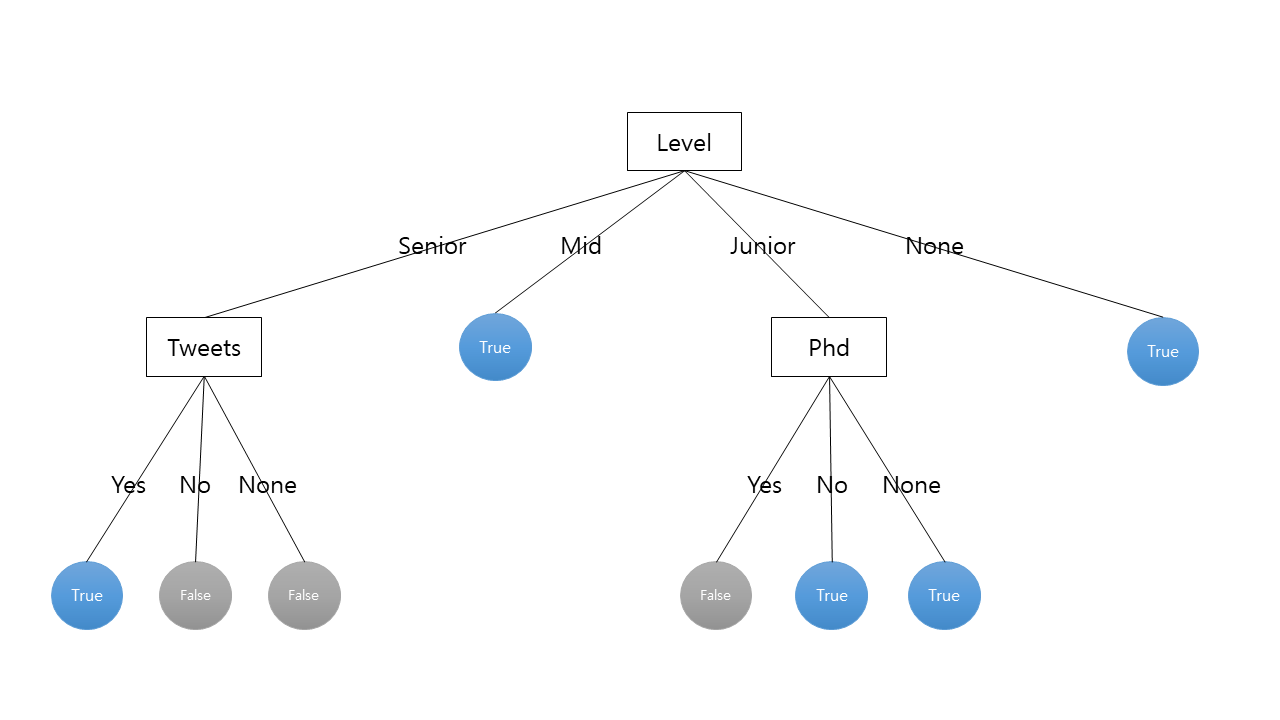 Level
Senior
Mid
Junior
None
Tweets
True
Phd
True
Yes
No
None
Yes
No
None
True
False
False
False
True
True